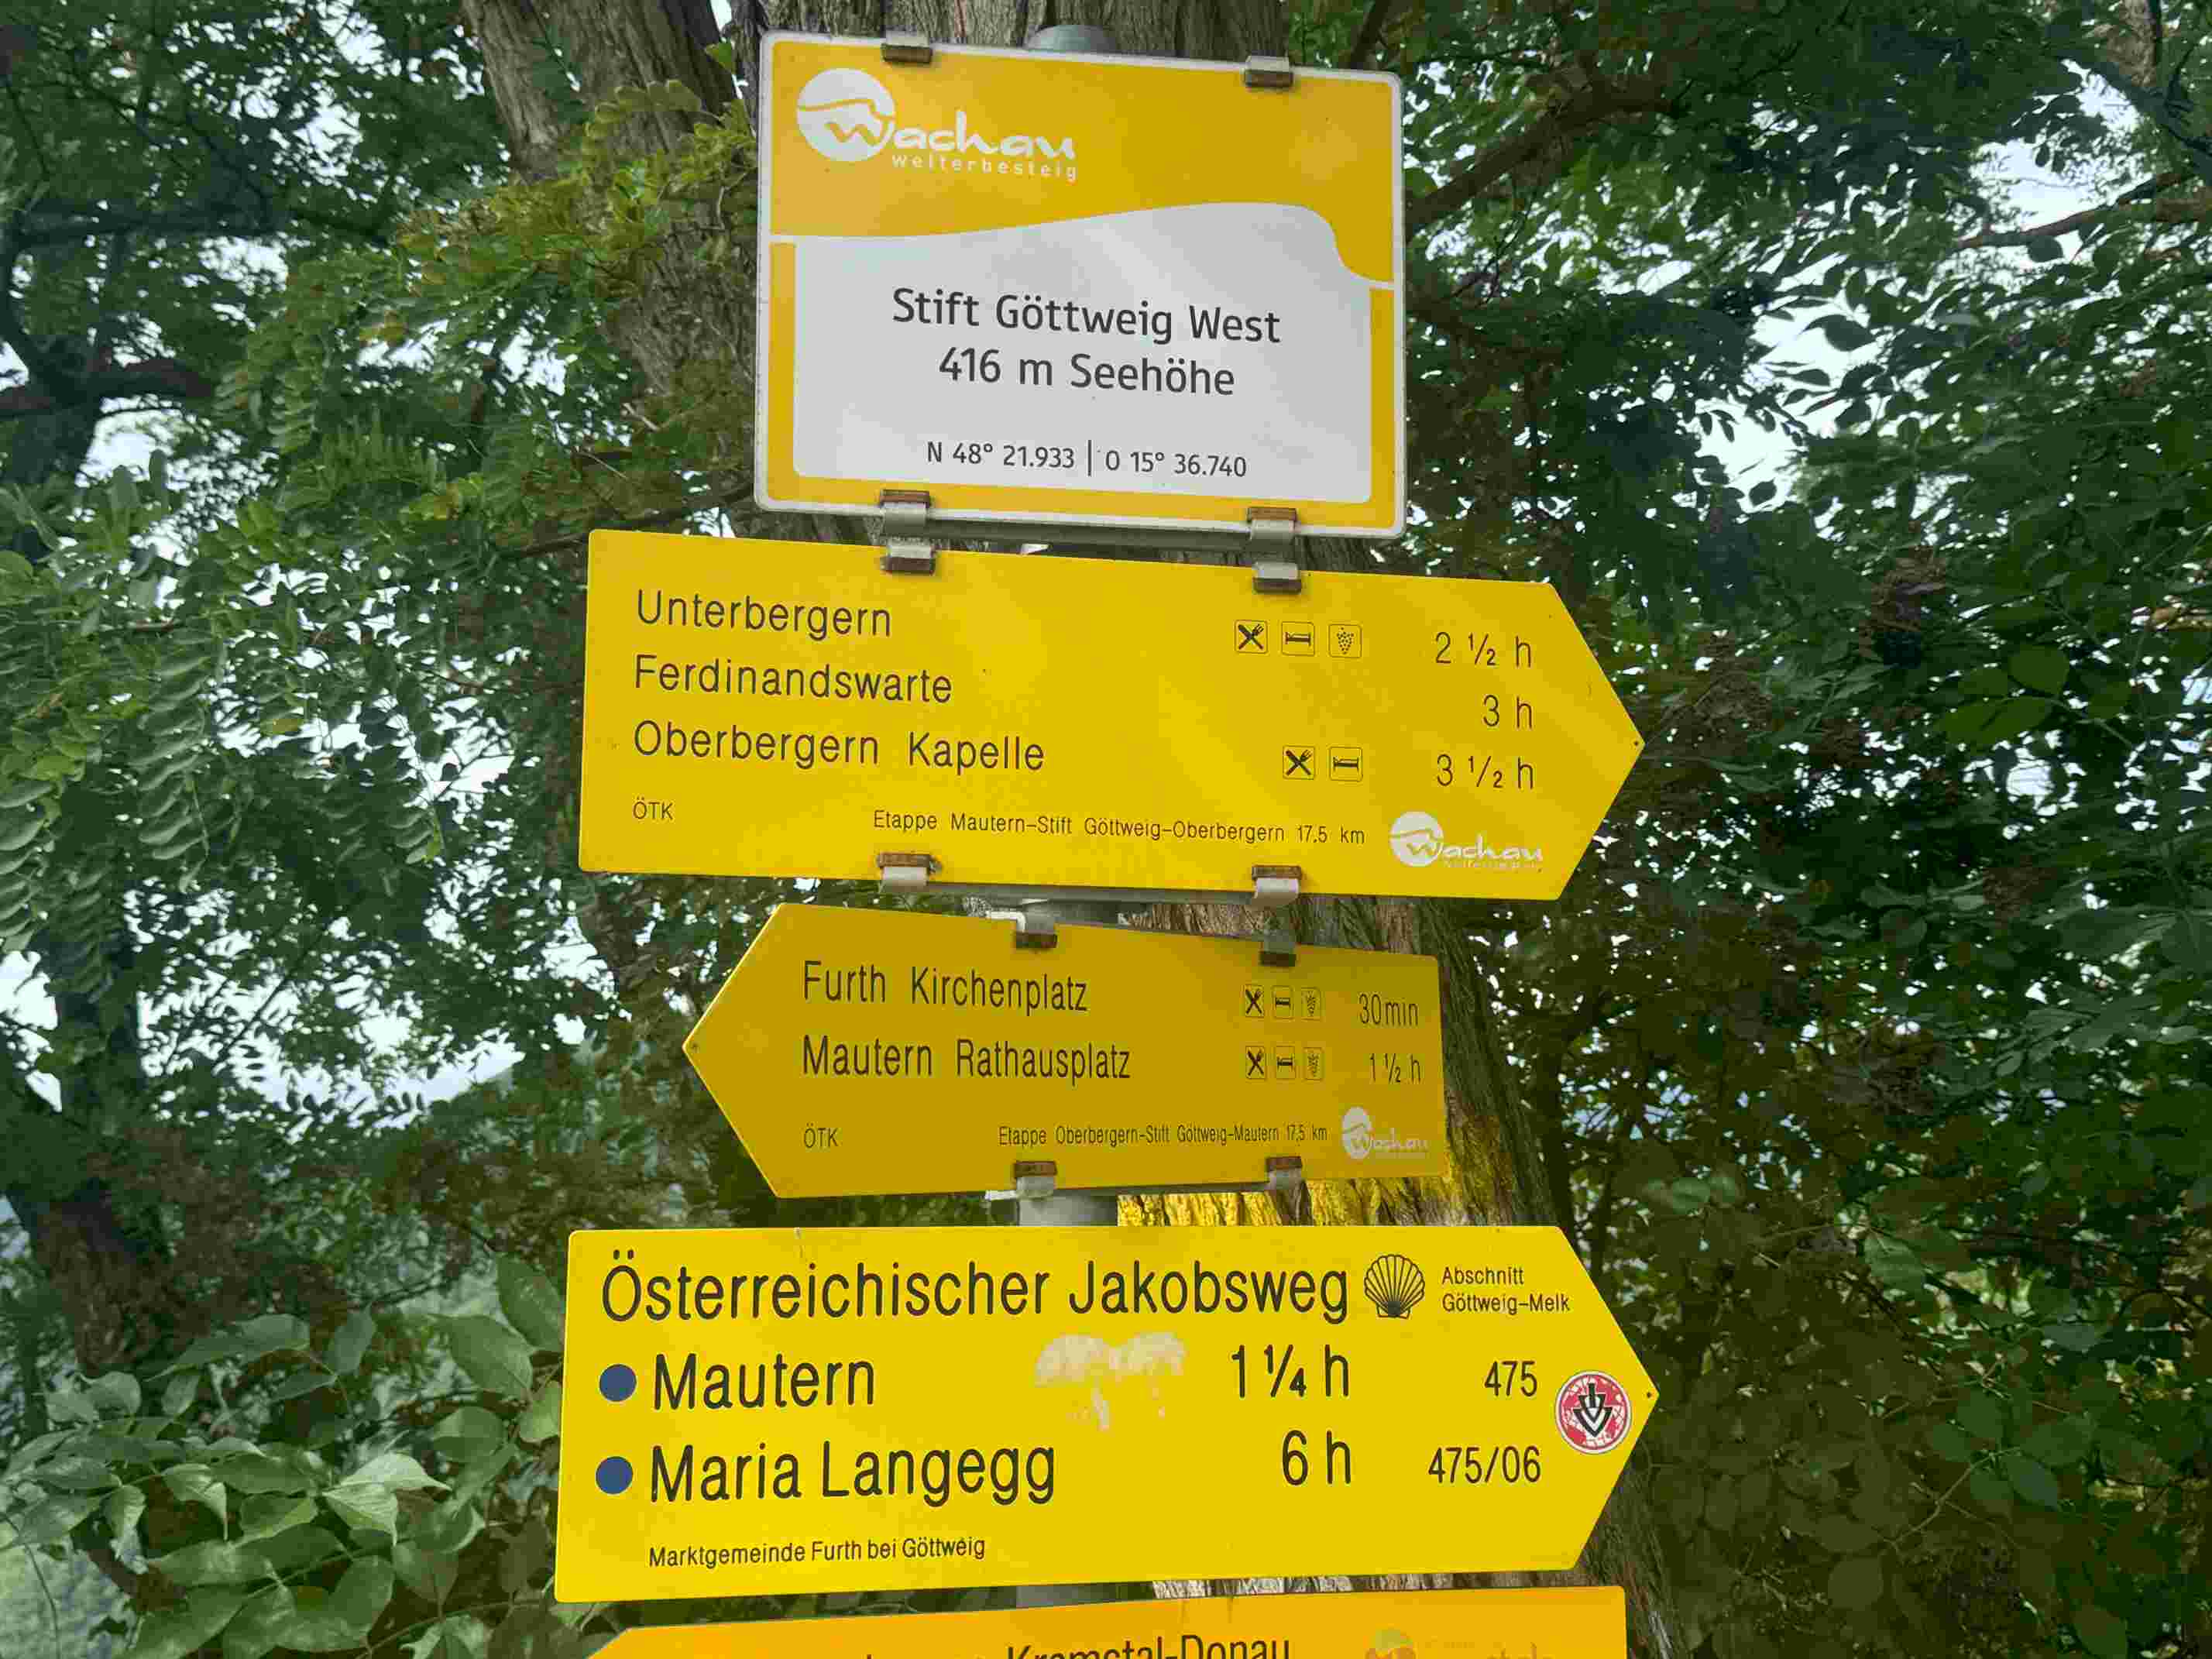 Wachau
welterbesteig
Stift Göttweig West
416 m Seehöhe
N 48° 21.933 | O 15° 36.740
Unterbergern 2 ½ h
Ferdinandswarte 3 h
Oberbergern Kapelle 3 ½ h
ÖTK Etappe Mautern–Stift Göttweig–Oberbergern 17,5 km Wachau
Furth Kirchenplatz 30min
Mautern Rathausplatz 1 ½ h
ÖTK Etappe Oberbergern–Stift Göttweig–Mautern 17,5 km Wachau
Österreichischer Jakobsweg Abschnitt
Göttweig–Melk
Mautern 1 ¼ h 475
Maria Langegg 6 h 475/06
Marktgemeinde Furth bei Göttweig
Kremstal-Donau